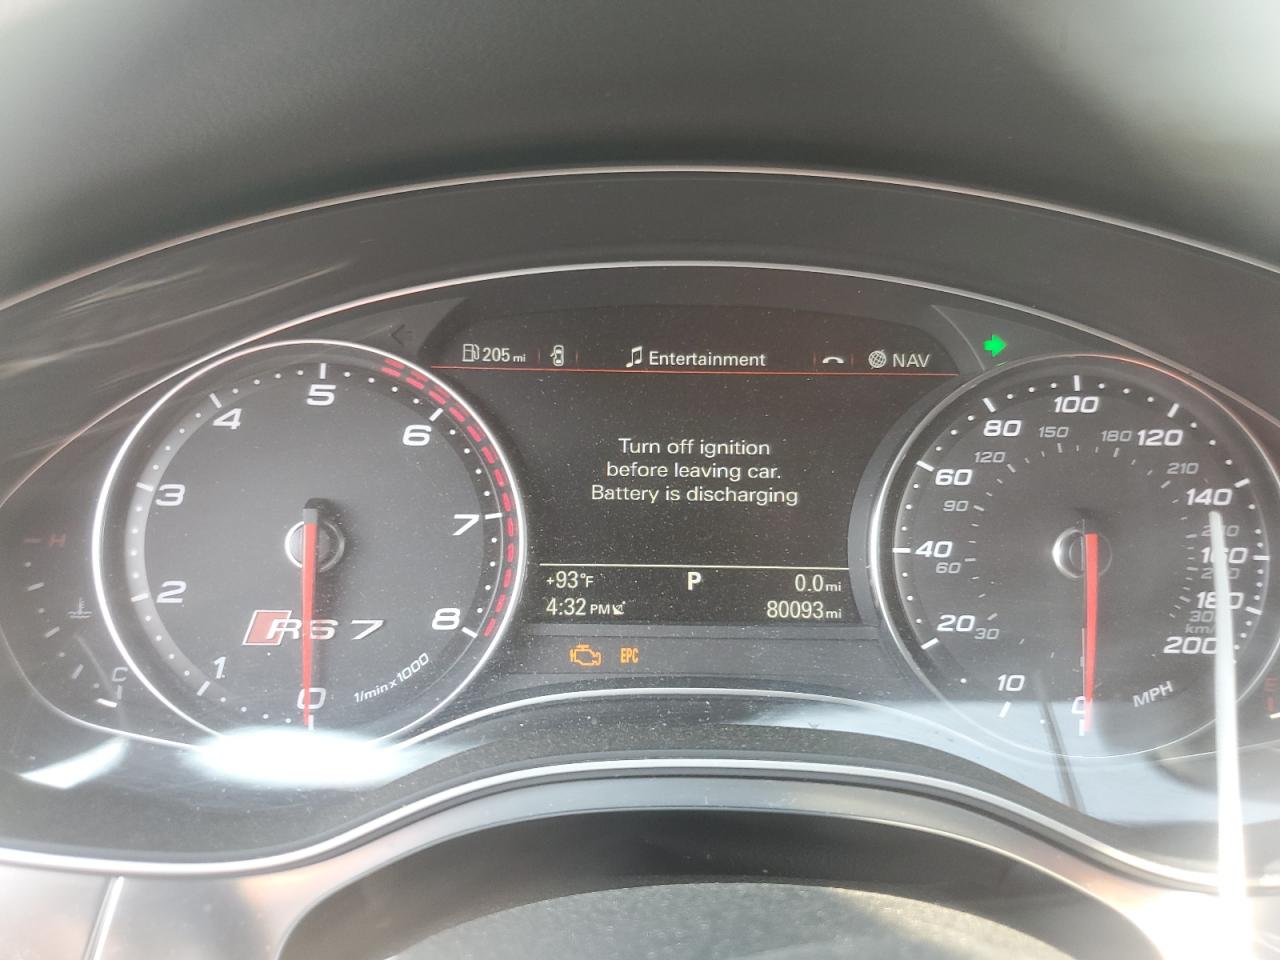 205 mi
Entertainment
NAV
Turn off ignition
before leaving car.
Battery is discharging
+93°F
P
0.0 mi
4:32 PM
80093 mi
EPC
H
C
0
1
2
3
4
5
6
7
8
RS 7
1/min x 1000
0
10
20
40
60
80
100
120
140
160
180
200
30
60
90
120
150
180
210
MPH